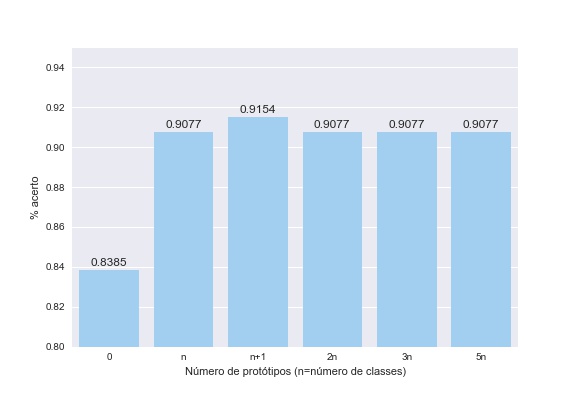 0.94
0.92
0.90
0.88
0.86
0.84
0.82
0.80
% acerto
0.8385
0.9077
0.9154
0.9077
0.9077
0.9077
0
n
n+1
2n
3n
5n
Número de protótipos (n=número de classes)